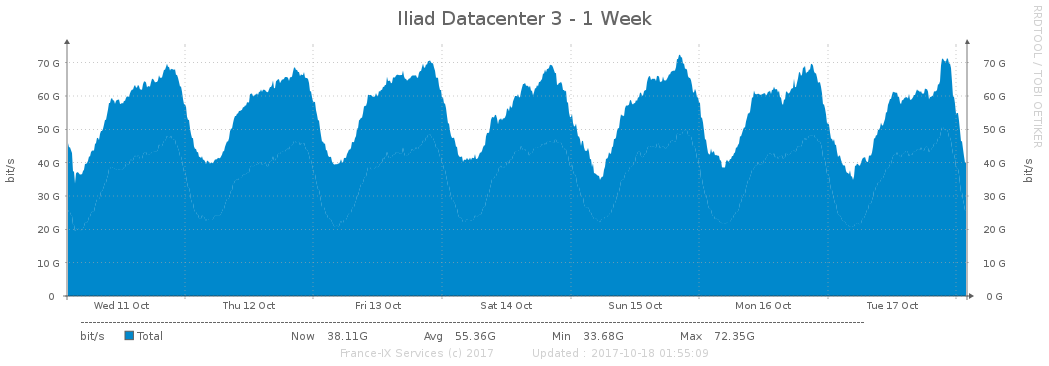 Iliad Datacenter 3 - 1 Week
RRDTOOL / TOBI OETIKER
bit/s
70 G
60 G
50 G
40 G
30 G
20 G
10 G
0
70 G
60 G
50 G
40 G
30 G
20 G
10 G
0 G
bit/s
Wed 11 Oct Thu 12 Oct Fri 13 Oct Sat 14 Oct Sun 15 Oct Mon 16 Oct Tue 17 Oct
bit/s Total Now 38.11G Avg 55.36G Min 33.68G Max 72.35G
France-IX Services (c) 2017 Updated : 2017-10-18 01:55:09